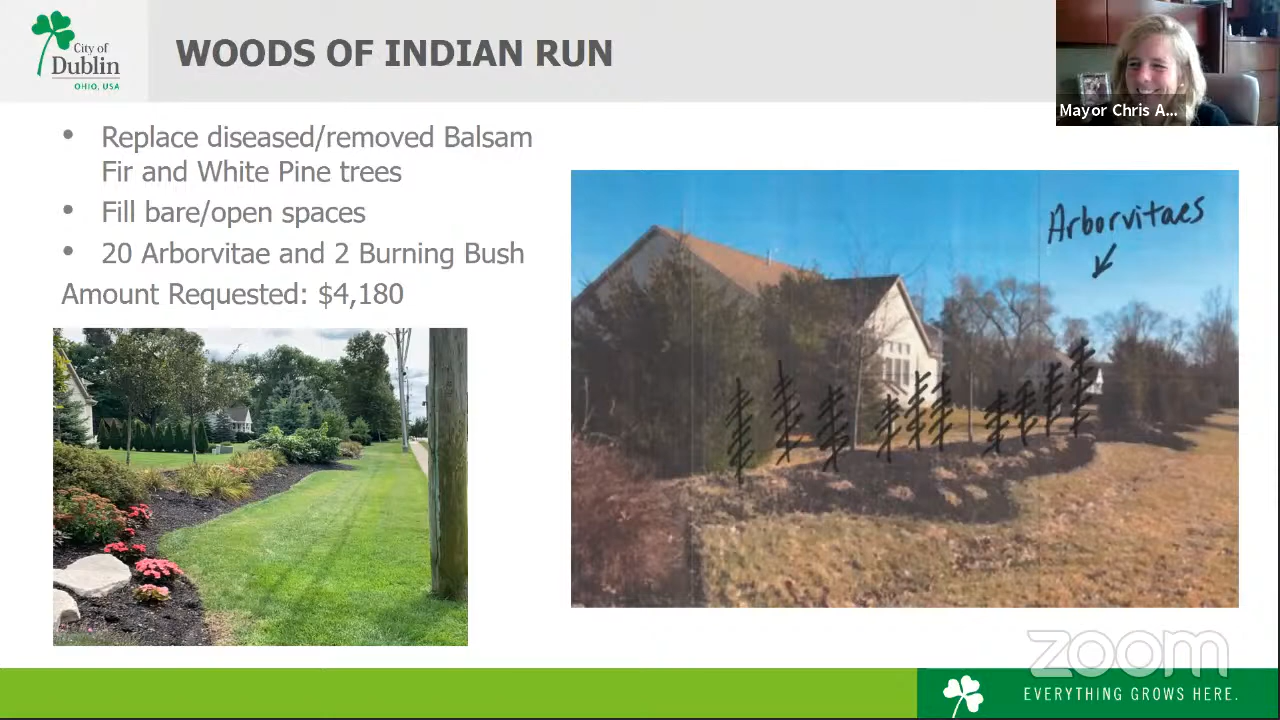 City of
Dublin
OHIO, USA
WOODS OF INDIAN RUN
Mayor Chris A...
• Replace diseased/removed Balsam
Fir and White Pine trees
• Fill bare/open spaces
• 20 Arborvitae and 2 Burning Bush
Amount Requested: $4,180
Arborvitaes
zoom
EVERYTHING GROWS HERE.